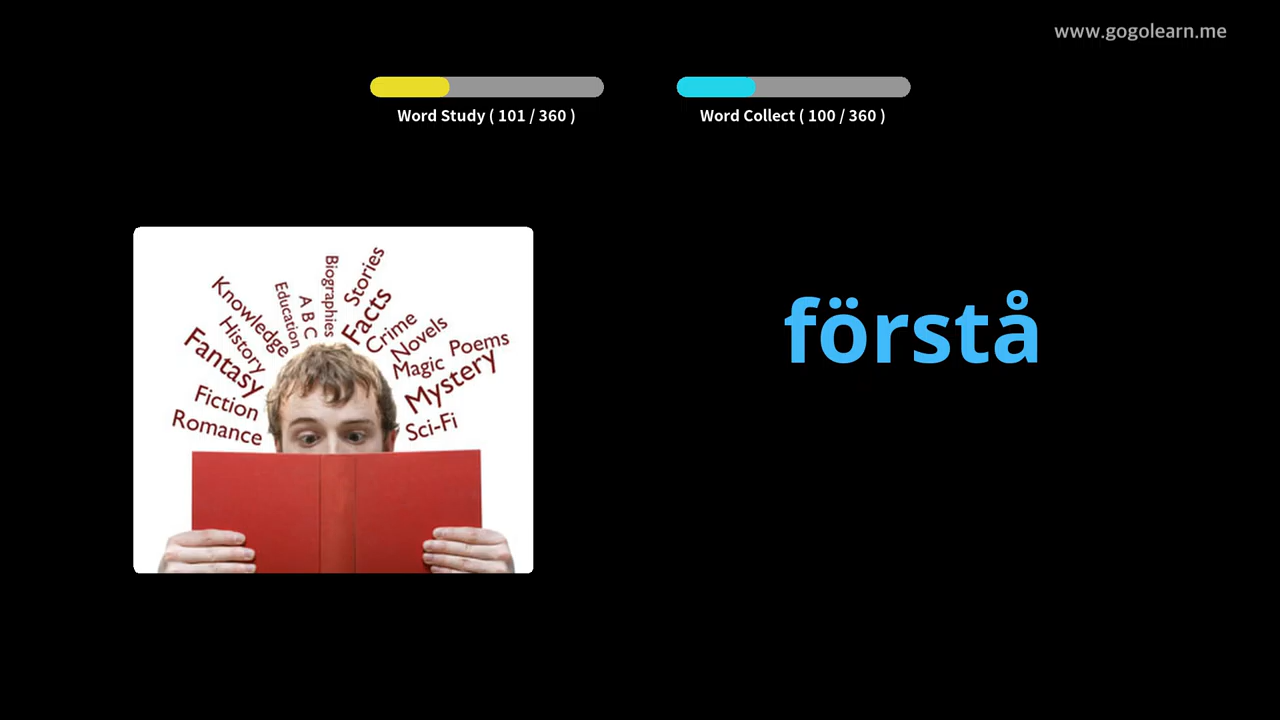 www.gogolearn.me
Word Study ( 101 / 360 )
Word Collect ( 100 / 360 )
Knowledge
History
Fantasy
Fiction
Romance
Education
A B C
Biographies
Stories
Facts
Crime
Novels
Magic
Poems
Mystery
Sci-Fi
förstå